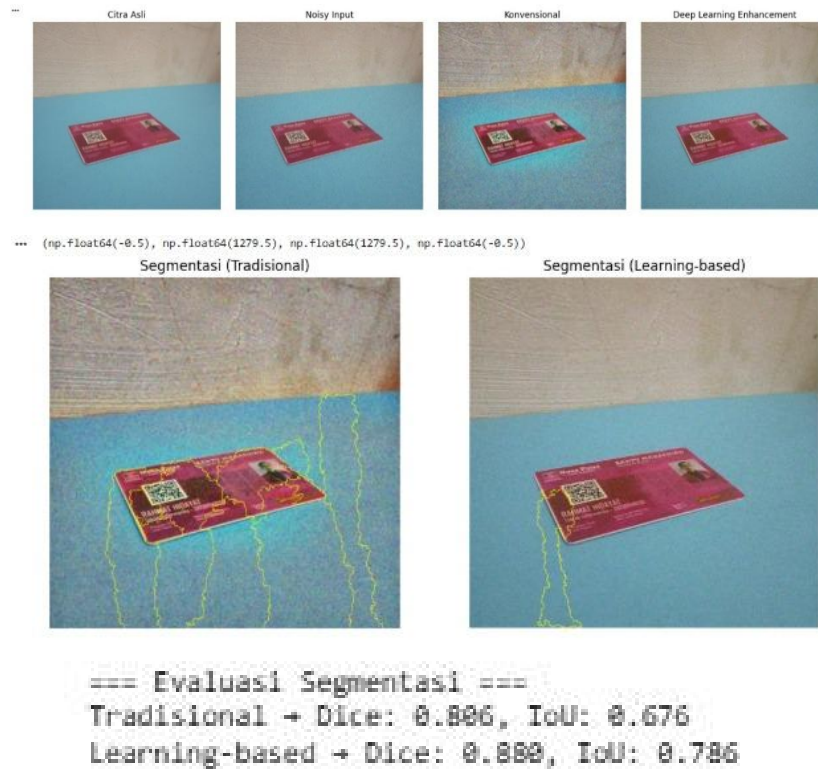 ...
Citra Asli
Noisy Input
Konvensional
Deep Learning Enhancement
... (np.float64(-0.5), np.float64(1279.5), np.float64(1279.5), np.float64(-0.5))
Segmentasi (Tradisional)
Segmentasi (Learning-based)
RAHMAT HIDAYAT
=== Evaluasi Segmentasi ===
Tradisional → Dice: 0.806, IoU: 0.676
Learning-based → Dice: 0.880, IoU: 0.786